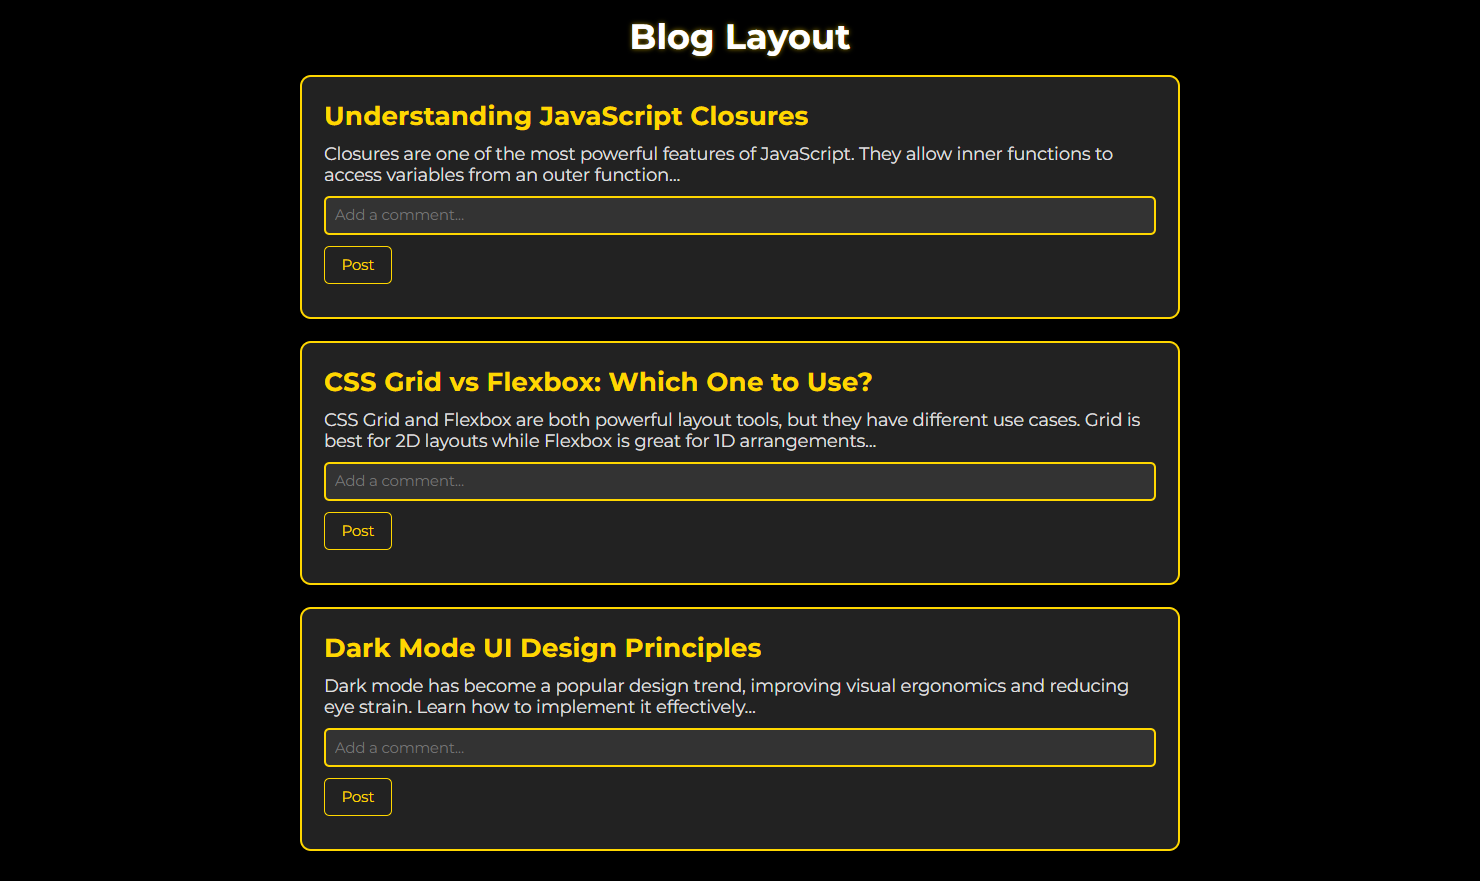 Blog Layout
Understanding JavaScript Closures
Closures are one of the most powerful features of JavaScript. They allow inner functions to
access variables from an outer function...
Add a comment...
Post
CSS Grid vs Flexbox: Which One to Use?
CSS Grid and Flexbox are both powerful layout tools, but they have different use cases. Grid is
best for 2D layouts while Flexbox is great for 1D arrangements...
Add a comment...
Post
Dark Mode UI Design Principles
Dark mode has become a popular design trend, improving visual ergonomics and reducing
eye strain. Learn how to implement it effectively...
Add a comment...
Post